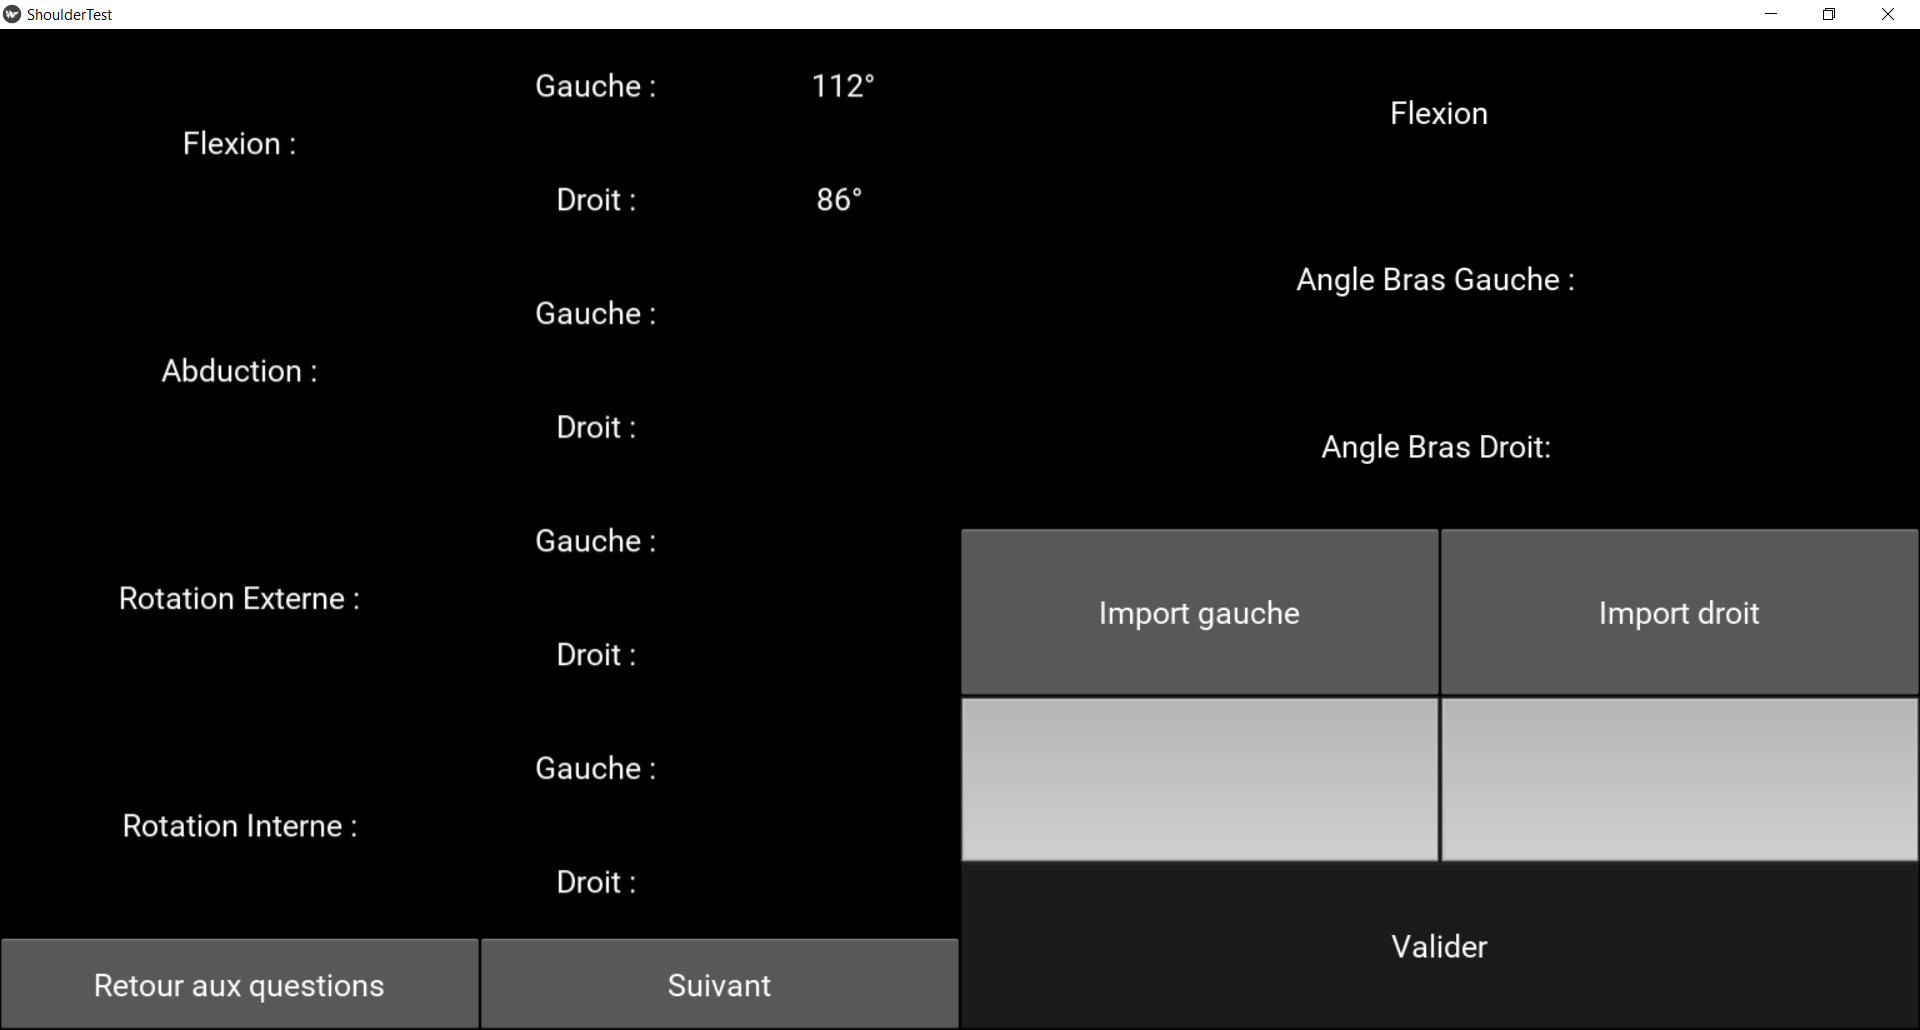 ShoulderTest
Flexion :
Gauche : 112°
Droit : 86°
Abduction :
Gauche :
Droit :
Rotation Externe :
Gauche :
Droit :
Rotation Interne :
Gauche :
Droit :
Retour aux questions
Suivant
Flexion
Angle Bras Gauche :
Angle Bras Droit:
Import gauche
Import droit
Valider